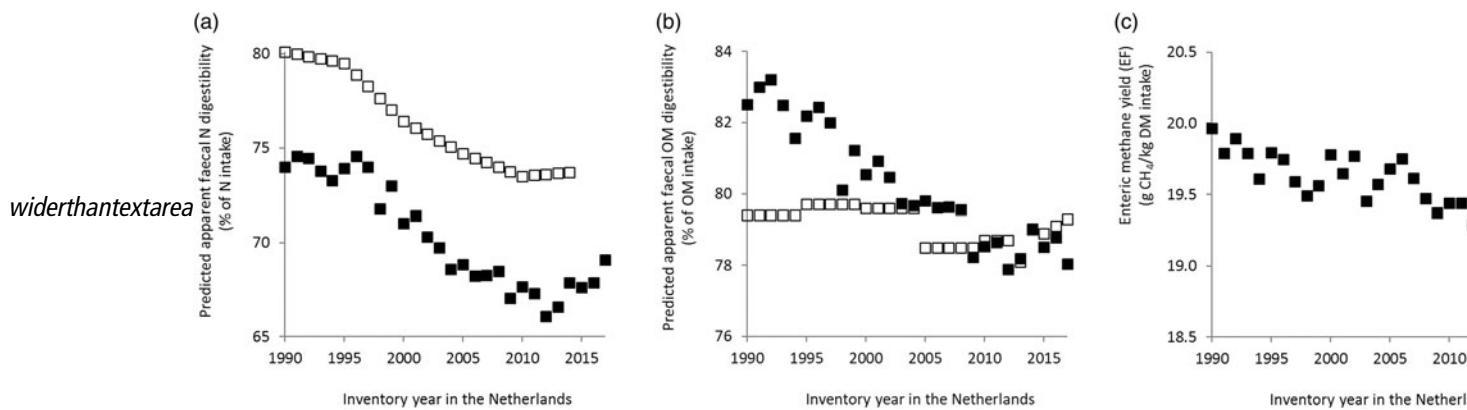 widerthantextarea
(a)
Predicted apparent faecal N digestibility
(% of N intake)
80
75
70
65
1990 1995 2000 2005 2010 2015
Inventory year in the Netherlands
(b)
Predicted apparent faecal OM digestibility
(% of OM intake)
84
82
80
78
76
1990 1995 2000 2005 2010 2015
Inventory year in the Netherlands
(c)
Enteric methane yield (EF)
(g CH₄/kg DM intake)
20.5
20.0
19.5
19.0
18.5
1990 1995 2000 2005 2010
Inventory year in the Netherl